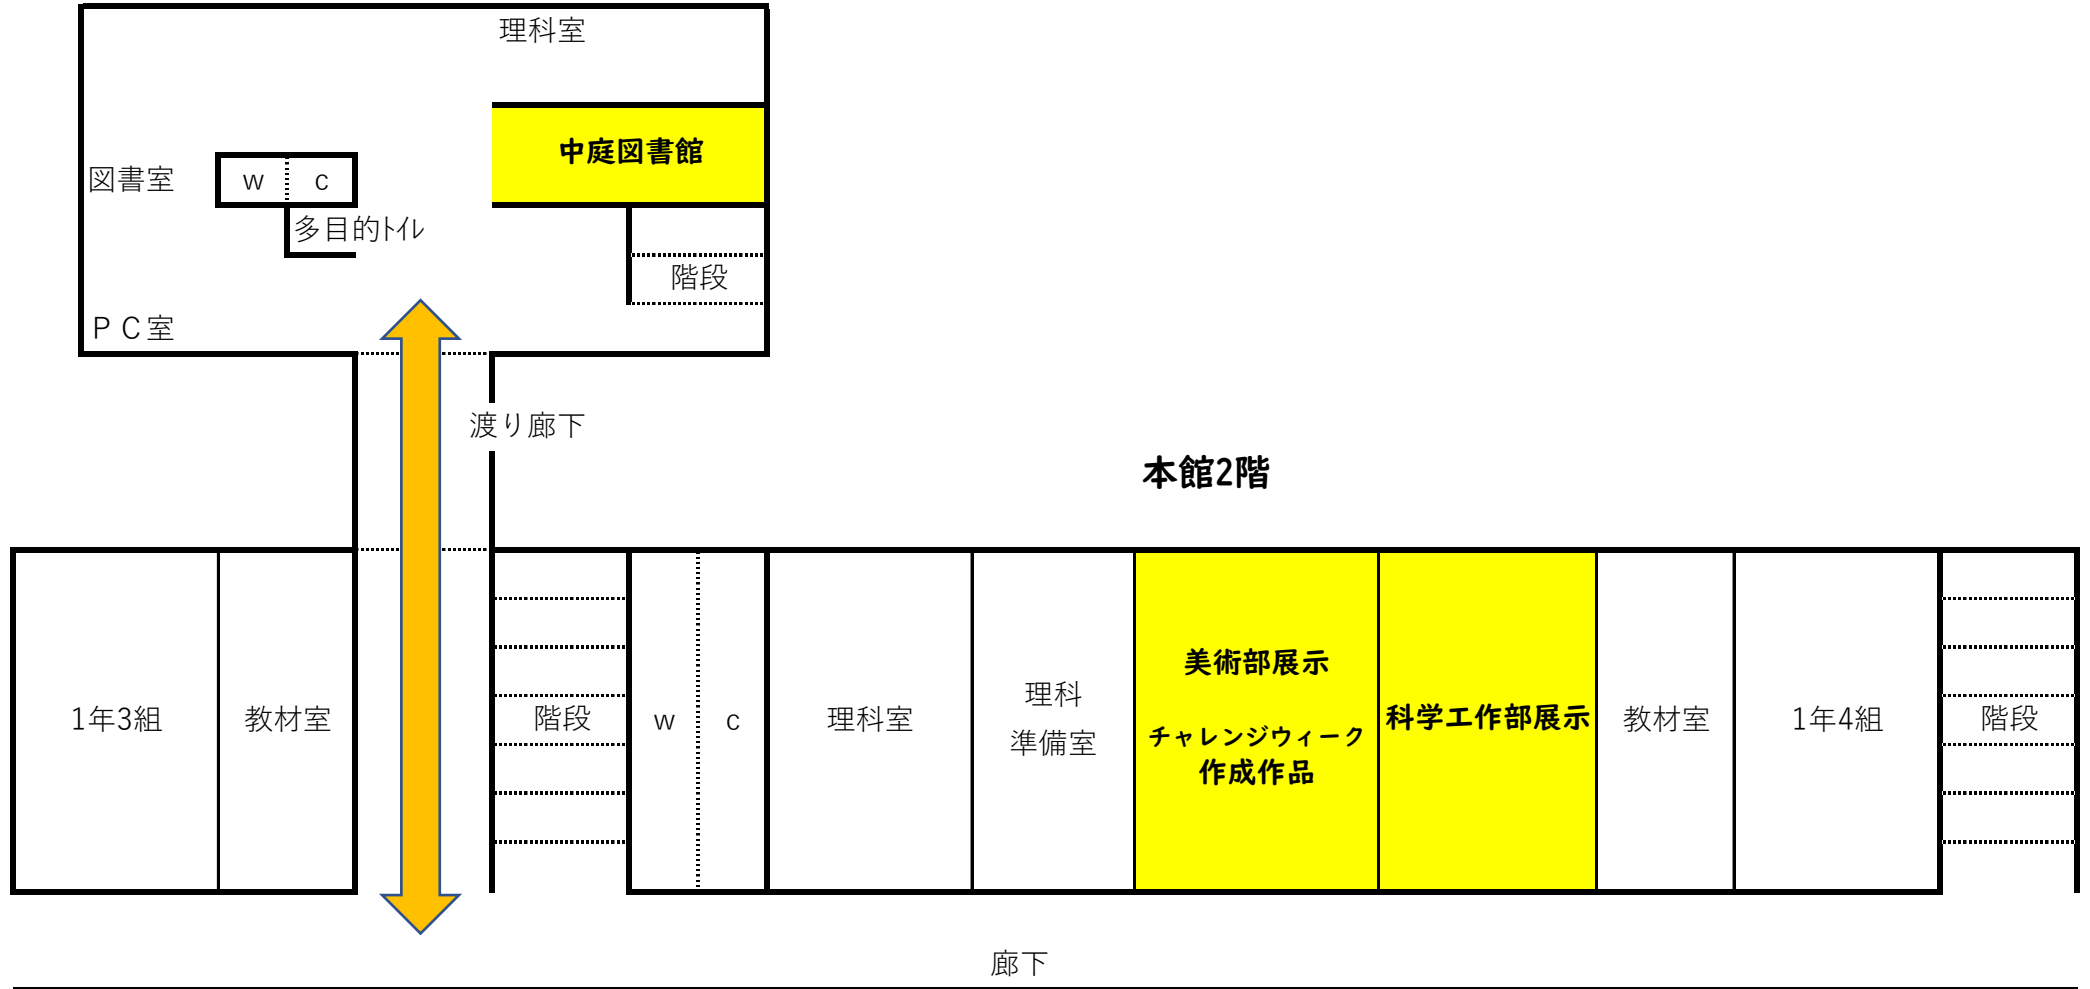 理科室
中庭図書館
図書室
w
c
多目的ﾄｲﾚ
階段
ＰＣ室
渡り廊下
本館2階
1年3組
教材室
階段
w
c
理科室
理科
準備室
美術部展示
チャレンジウィーク
作成作品
科学工作部展示
教材室
1年4組
階段
廊下